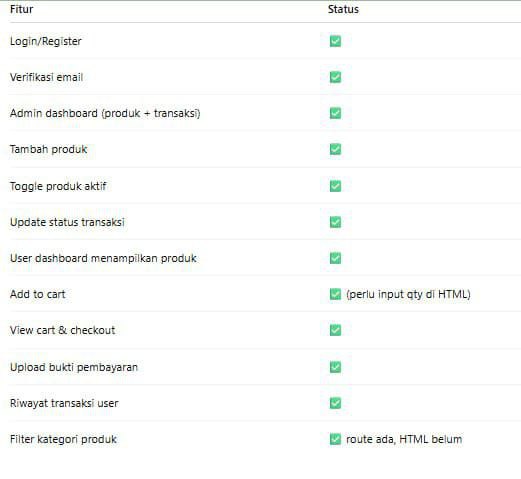 Fitur Status
Login/Register ✅
Verifikasi email ✅
Admin dashboard (produk + transaksi) ✅
Tambah produk ✅
Toggle produk aktif ✅
Update status transaksi ✅
User dashboard menampilkan produk ✅
Add to cart ✅ (perlu input qty di HTML)
View cart & checkout ✅
Upload bukti pembayaran ✅
Riwayat transaksi user ✅
Filter kategori produk ✅ route ada, HTML belum